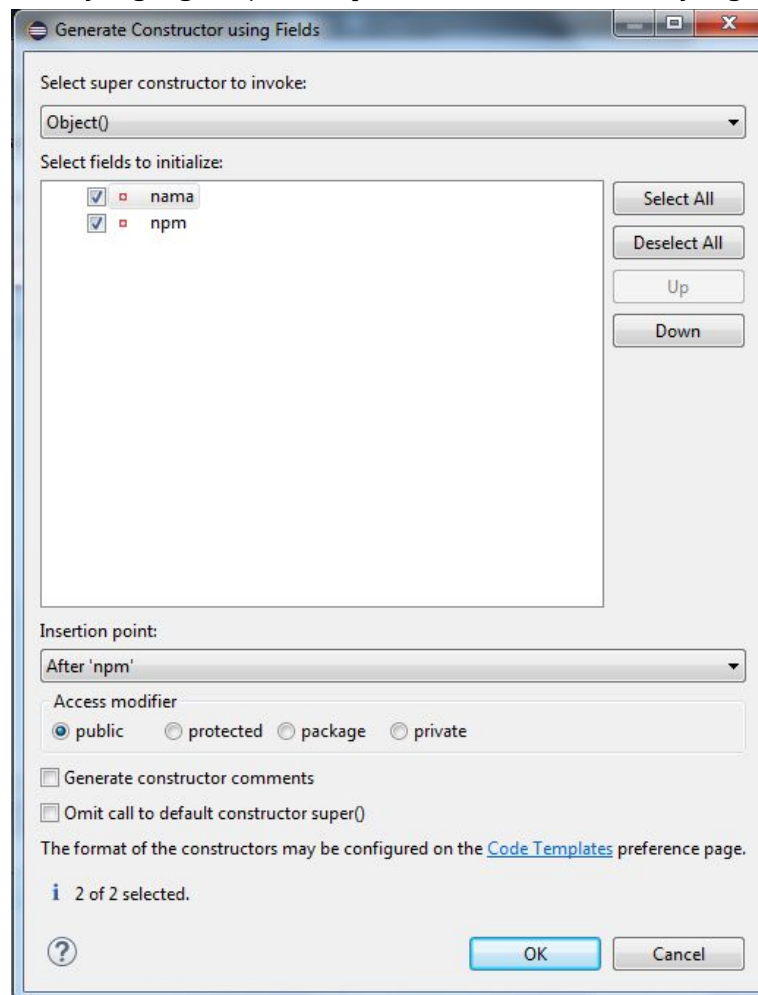 Generate Constructor using Fields
Select super constructor to invoke:
Object()
Select fields to initialize:
nama
npm
Select All
Deselect All
Up
Down
Insertion point:
After 'npm'
Access modifier
public protected package private
Generate constructor comments
Omit call to default constructor super()
The format of the constructors may be configured on the Code Templates preference page.
i 2 of 2 selected.
?
OK Cancel